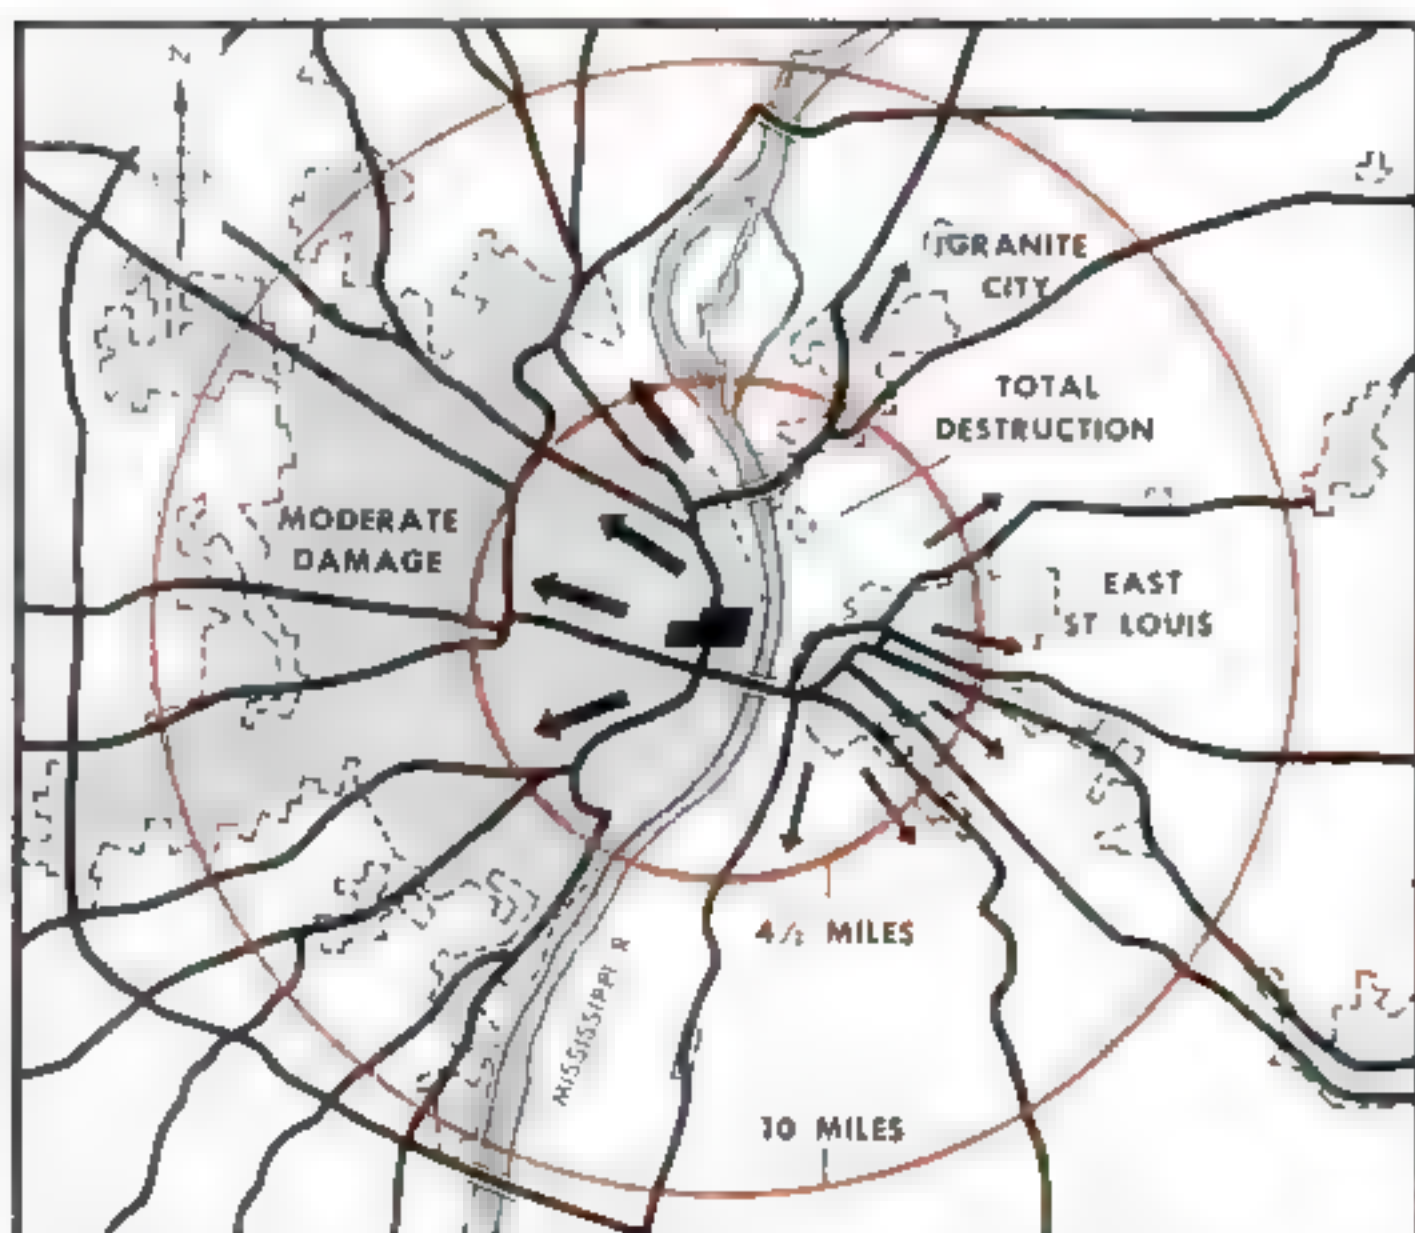 N
GRANITE
CITY
TOTAL
DESTRUCTION
MODERATE
DAMAGE
EAST
ST LOUIS
4½ MILES
MISSISSIPPI R
10 MILES